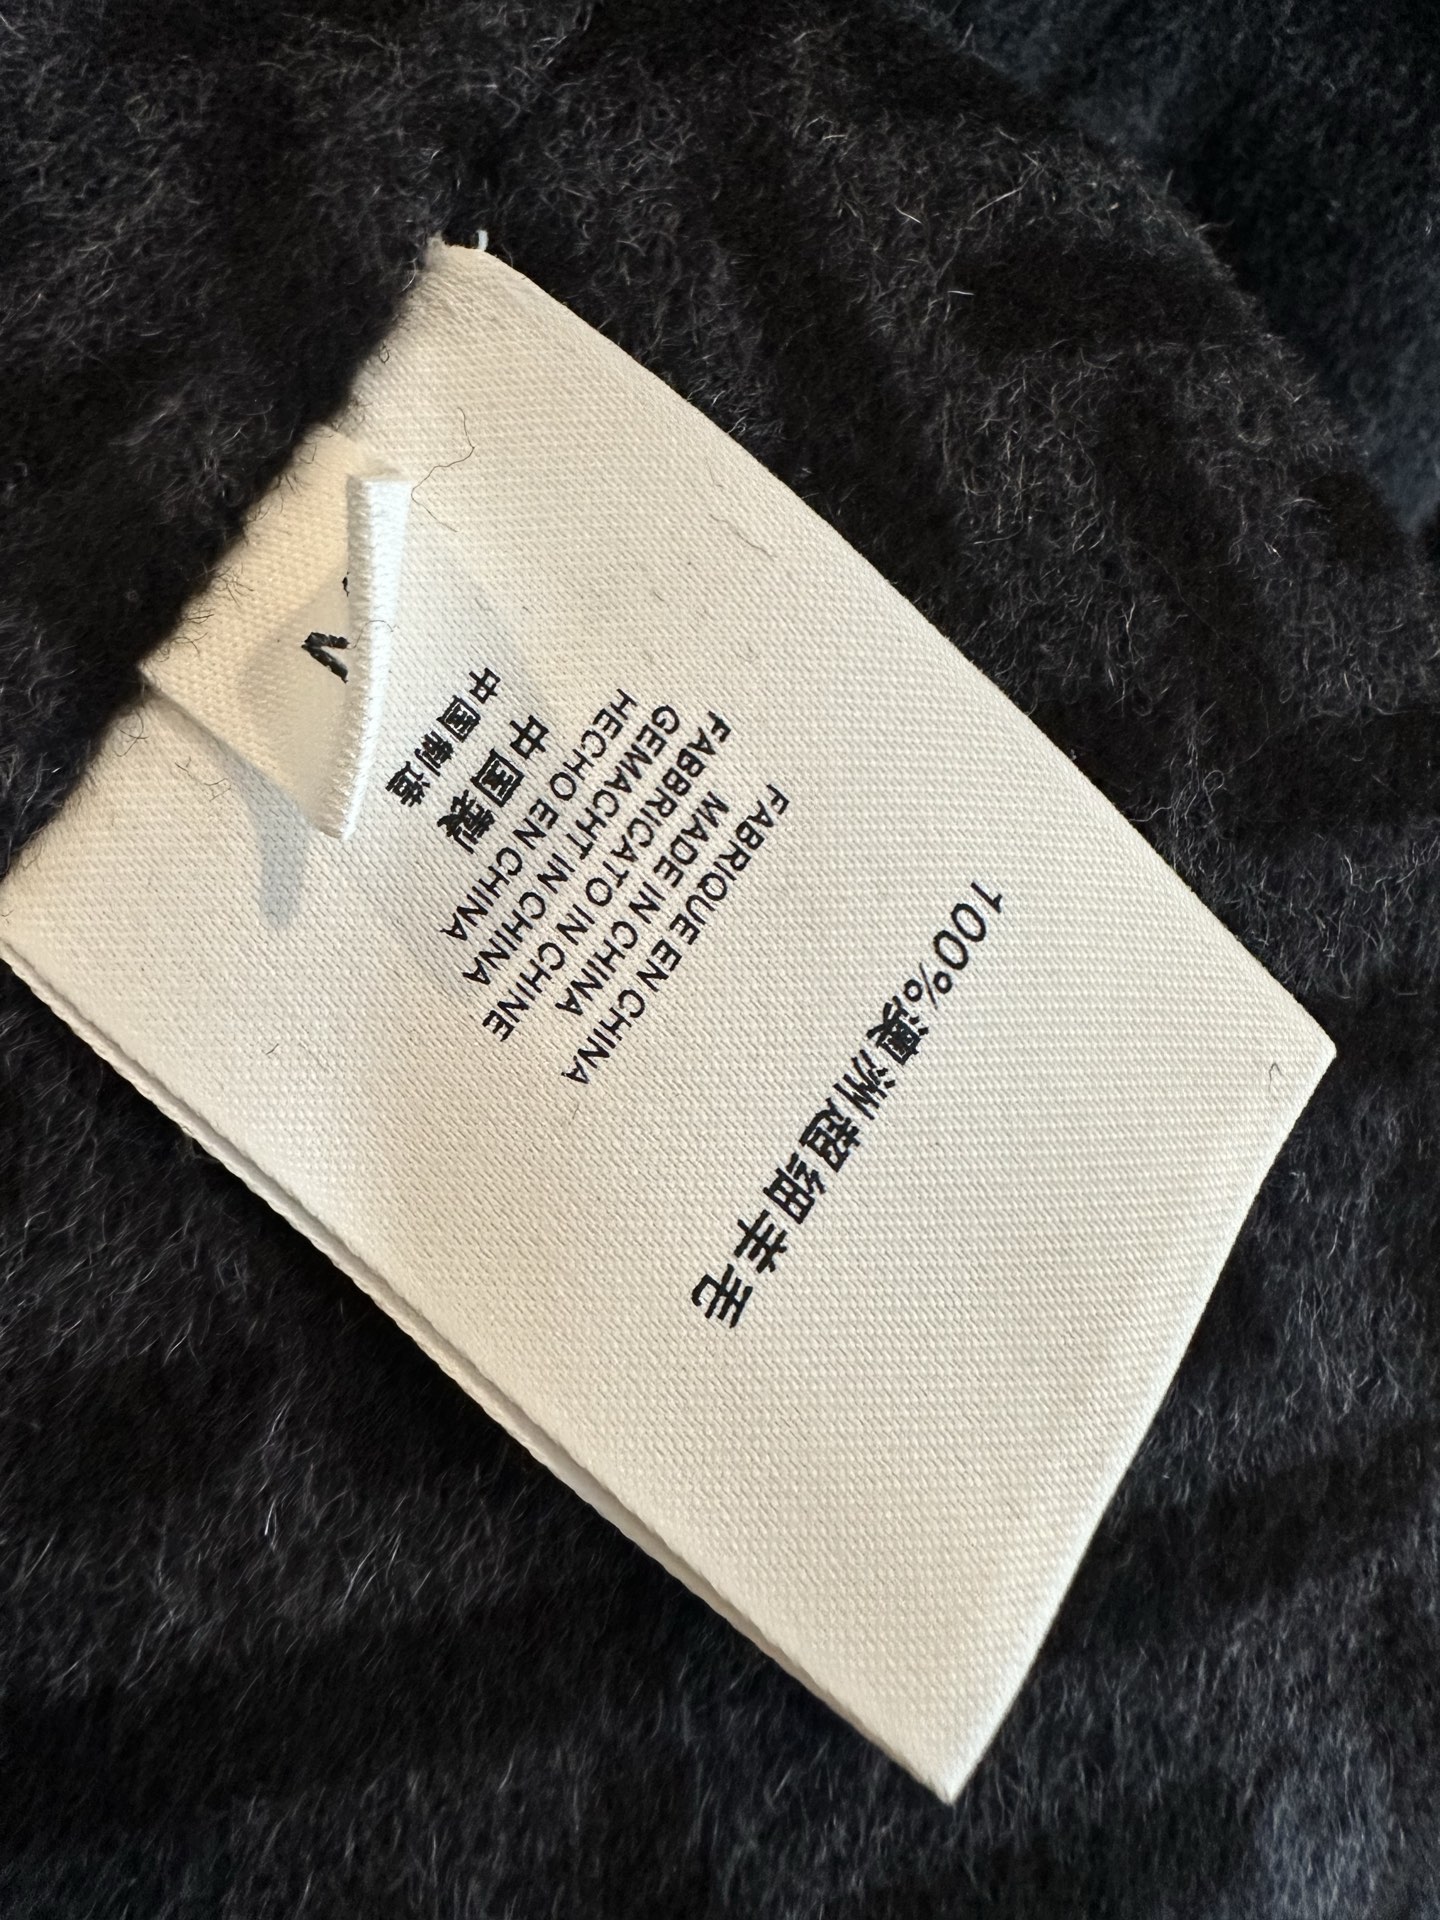 100%澳洲超细羊毛
FABRIQUE EN CHINA
MADE IN CHINA
FABBRICATO IN CHINE
GEMACHT IN CHINA
HECHO EN CHINA
中国製
中国制造